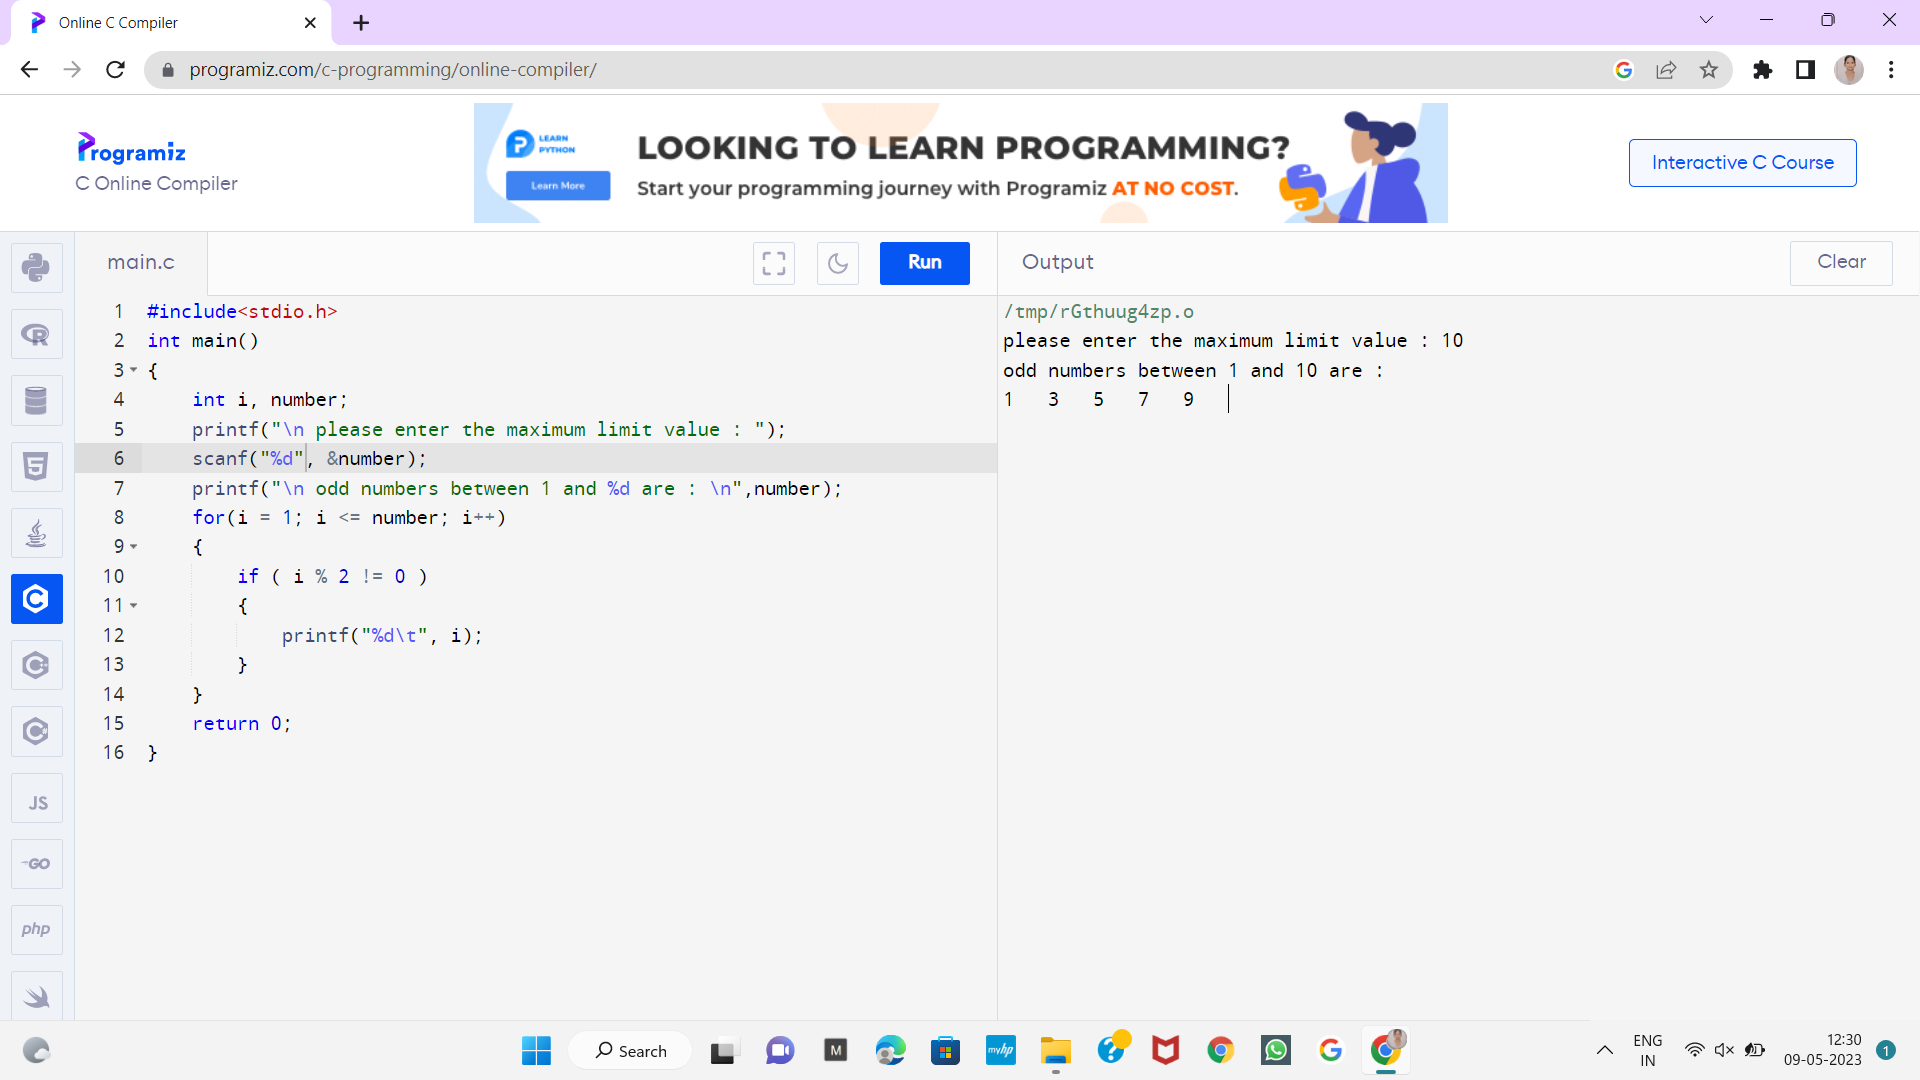 Online C Compiler
programiz.com/c-programming/online-compiler/
Programiz
C Online Compiler
LEARN
PYTHON
Learn More
LOOKING TO LEARN PROGRAMMING?
Start your programming journey with Programiz AT NO COST.
Interactive C Course
main.c
Run
Output
Clear
1 #include<stdio.h>
2 int main()
3 {
4 int i, number;
5 printf("\n please enter the maximum limit value : ");
6 scanf("%d", &number);
7 printf("\n odd numbers between 1 and %d are : \n",number);
8 for(i = 1; i <= number; i++)
9 {
10 if ( i % 2 != 0 )
11 {
12 printf("%d\t", i);
13 }
14 }
15 return 0;
16 }
/tmp/rGthuug4zp.o
please enter the maximum limit value : 10
odd numbers between 1 and 10 are :
1 3 5 7 9
R
5
C
JS
GO
php
Search
M
myhp
?
G
ENG
IN
12:30
09-05-2023
1